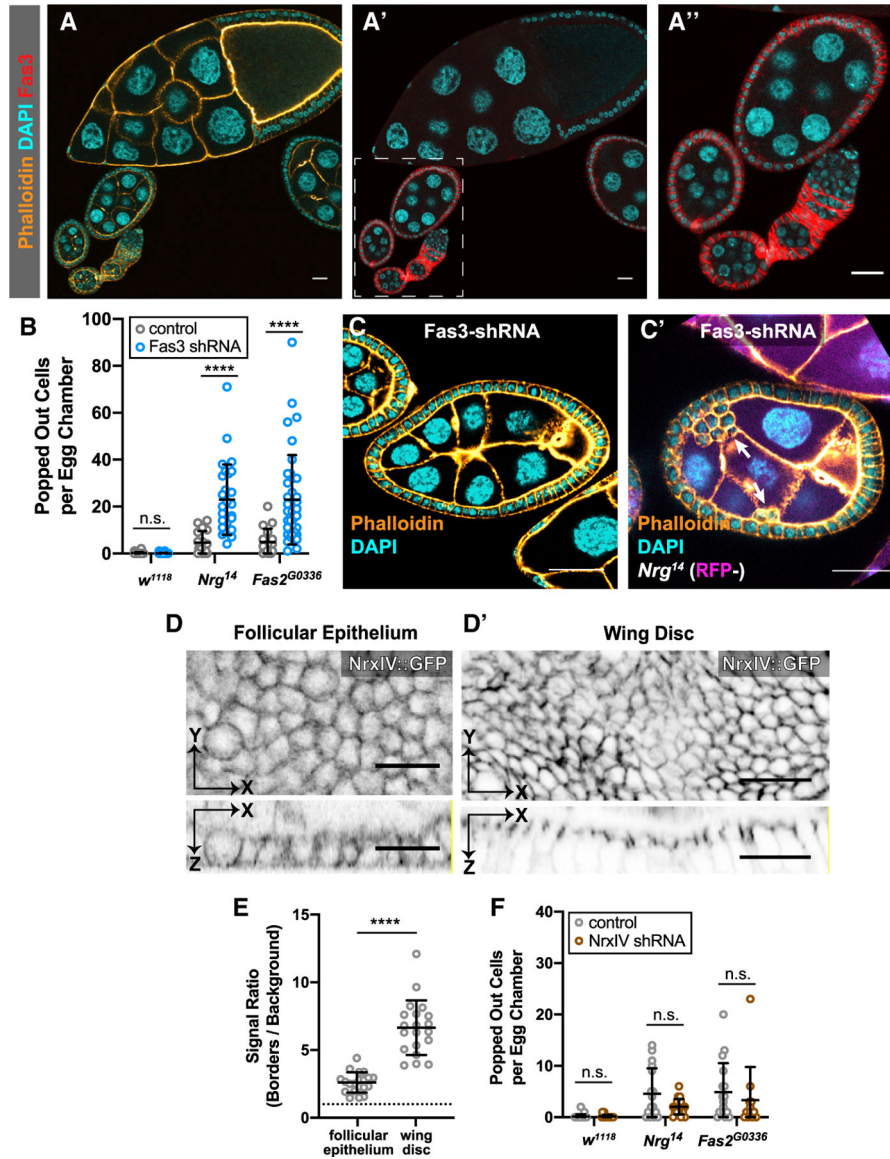 Phalloidin DAPI Fas3
A
A'
A''
B
Popped Out Cells
per Egg Chamber
100
80
60
40
20
0
control
Fas3 shRNA
n.s.
****
****
w1118
Nrg14
Fas2G0336
C
Fas3-shRNA
Phalloidin
DAPI
C'
Fas3-shRNA
Phalloidin
DAPI
Nrg14 (RFP-)
D
Follicular Epithelium
NrxIV::GFP
Y
X
X
Z
D'
Wing Disc
NrxIV::GFP
Y
X
X
Z
E
Signal Ratio
(Borders / Background)
15
10
5
0
****
follicular
epithelium
wing
disc
F
Popped Out Cells
per Egg Chamber
40
30
20
10
0
control
NrxIV shRNA
n.s.
n.s.
n.s.
w1118
Nrg14
Fas2G0336